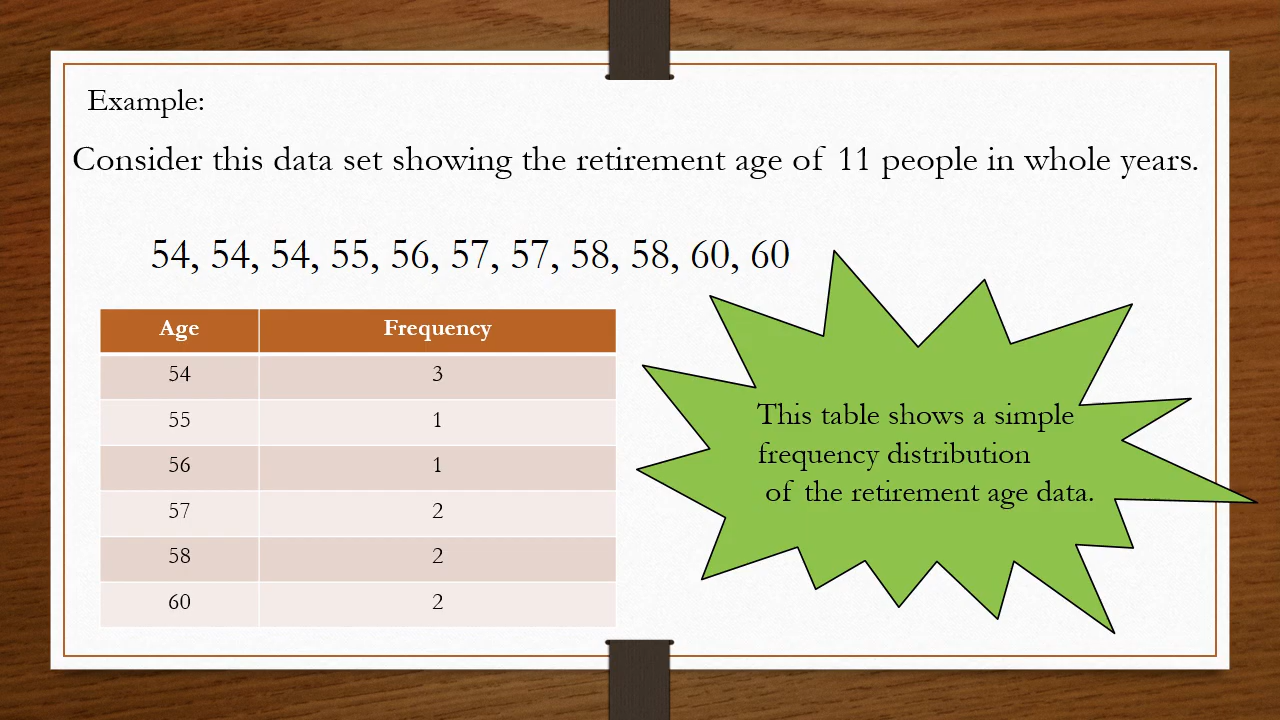 Example:
Consider this data set showing the retirement age of 11 people in whole years.
54, 54, 54, 55, 56, 57, 57, 58, 58, 60, 60
Age Frequency
54 3
55 1
56 1
57 2
58 2
60 2
This table shows a simple
frequency distribution
of the retirement age data.